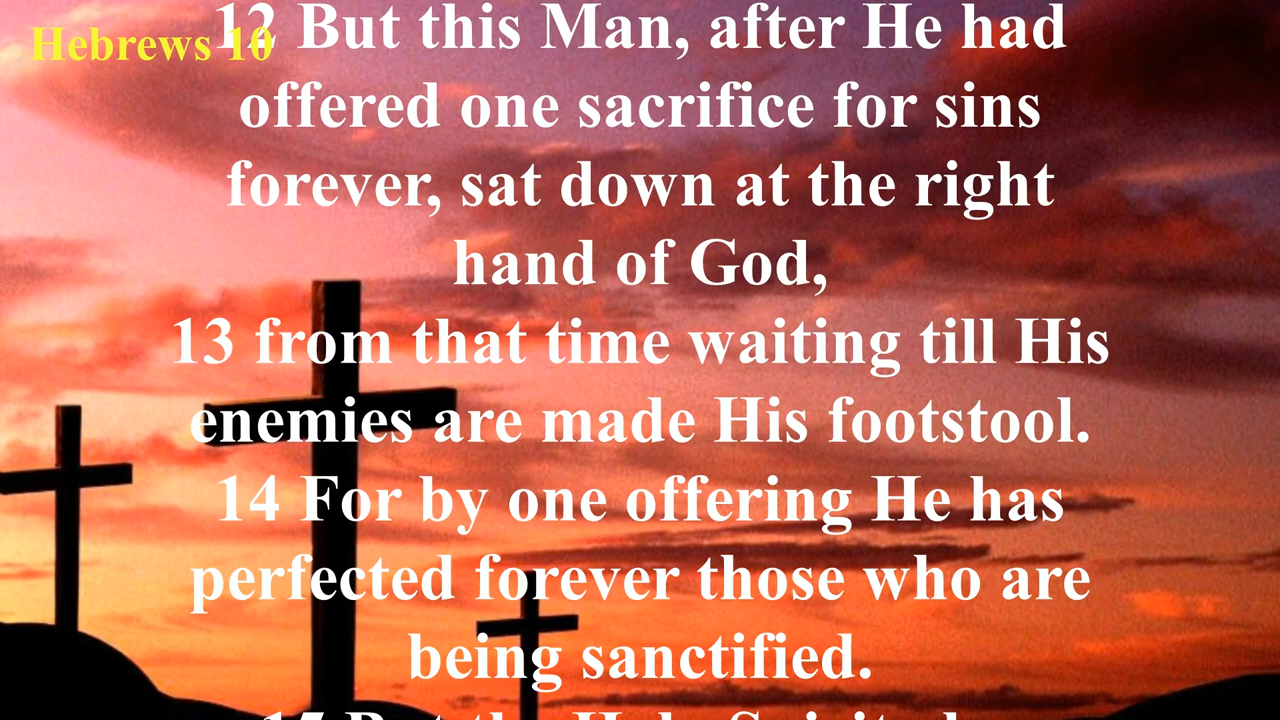 Hebrews 10
12 But this Man, after He had
offered one sacrifice for sins
forever, sat down at the right
hand of God,
13 from that time waiting till His
enemies are made His footstool.
14 For by one offering He has
perfected forever those who are
being sanctified.